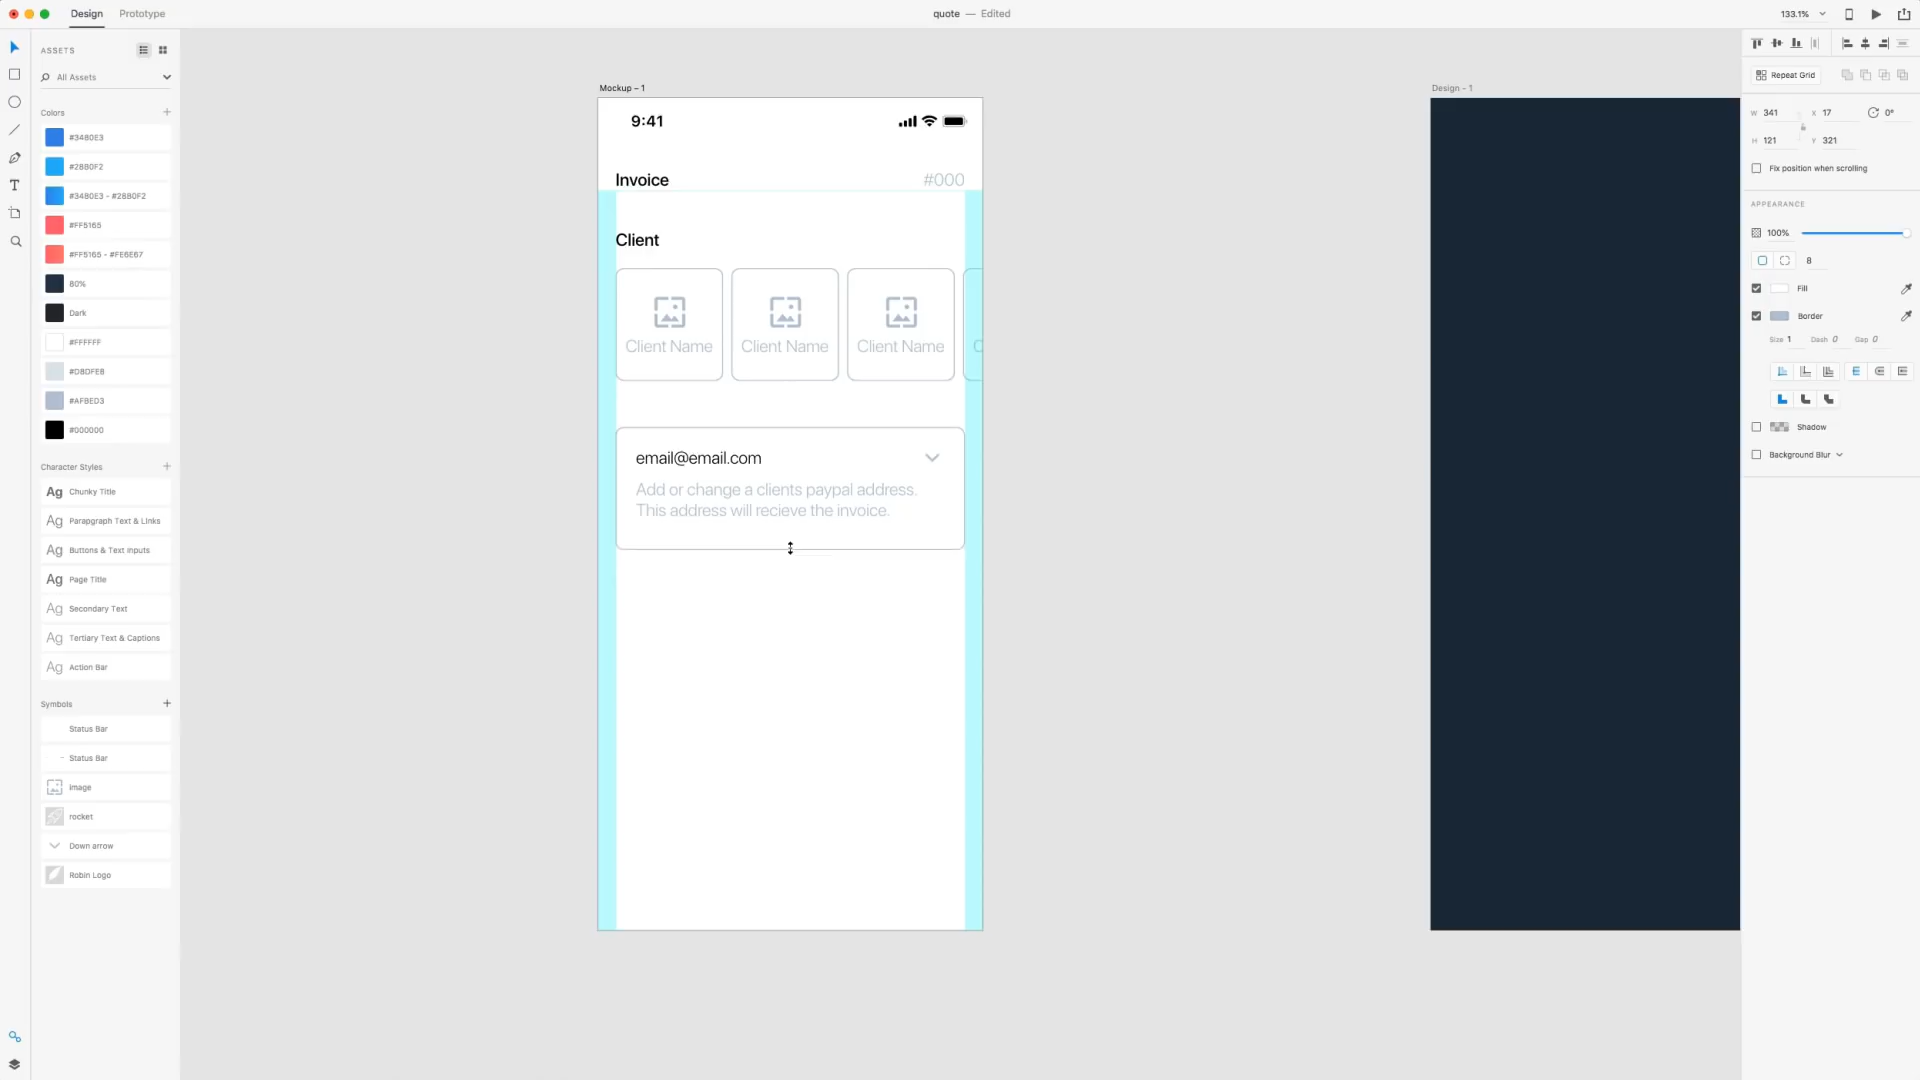 Design Prototype
quote — Edited
133.1%
ASSETS
All Assets
Colors
#3480E3
#28B0F2
#3480E3 - #28B0F2
#FF5165
#FF5165 - #FE6E67
80%
Dark
#FFFFFF
#D8DFE8
#AFBED3
#000000
Character Styles
Ag Chunky Title
Ag Parapgraph Text & Links
Ag Buttons & Text inputs
Ag Page Title
Ag Secondary Text
Ag Tertiary Text & Captions
Ag Action Bar
Symbols
Status Bar
Status Bar
image
rocket
Down arrow
Robin Logo
Mockup – 1
9:41
Invoice #000
Client
Client Name Client Name Client Name C
email@email.com
Add or change a clients paypal address.
This address will recieve the invoice.
Design – 1
Repeat Grid
W 341 X 17 0°
H 121 Y 321
Fix position when scrolling
APPEARANCE
100%
8
Fill
Border
Size 1 Dash 0 Gap 0
Shadow
Background Blur